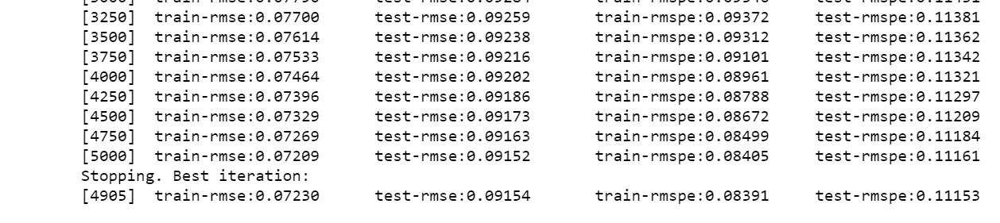 [3250] train-rmse:0.07700 test-rmse:0.09259 train-rmspe:0.09372 test-rmspe:0.11381
[3500] train-rmse:0.07614 test-rmse:0.09238 train-rmspe:0.09312 test-rmspe:0.11362
[3750] train-rmse:0.07533 test-rmse:0.09216 train-rmspe:0.09101 test-rmspe:0.11342
[4000] train-rmse:0.07464 test-rmse:0.09202 train-rmspe:0.08961 test-rmspe:0.11321
[4250] train-rmse:0.07396 test-rmse:0.09186 train-rmspe:0.08788 test-rmspe:0.11297
[4500] train-rmse:0.07329 test-rmse:0.09173 train-rmspe:0.08672 test-rmspe:0.11209
[4750] train-rmse:0.07269 test-rmse:0.09163 train-rmspe:0.08499 test-rmspe:0.11184
[5000] train-rmse:0.07209 test-rmse:0.09152 train-rmspe:0.08405 test-rmspe:0.11161
Stopping. Best iteration:
[4905] train-rmse:0.07230 test-rmse:0.09154 train-rmspe:0.08391 test-rmspe:0.11153